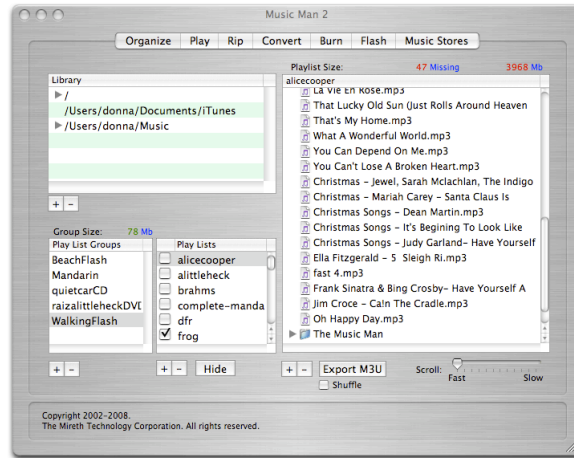 Music Man 2
Organize Play Rip Convert Burn Flash Music Stores
Playlist Size: 47 Missing 3968 Mb
Library
/
/Users/donna/Documents/iTunes
/Users/donna/Music
+ -
Group Size: 78 Mb
Play List Groups
BeachFlash
Mandarin
quietcarCD
raizalittleheckDVI
WalkingFlash
+ -
Play Lists
alicecooper
alittleheck
brahms
complete-manda
dfr
frog
+ - Hide
alicecooper
La Vie En Rose.mp3
That Lucky Old Sun (Just Rolls Around Heaven
That's My Home.mp3
What A Wonderful World.mp3
You Can Depend On Me.mp3
You Can't Lose A Broken Heart.mp3
Christmas - Jewel, Sarah Mclachlan, The Indigo
Christmas - Mariah Carey - Santa Claus Is
Christmas Songs - Dean Martin.mp3
Christmas Songs - It's Begining To Look Like
Christmas Songs - Judy Garland- Have Yourself
Ella Fitzgerald - 5 Sleigh Ri.mp3
fast 4.mp3
Frank Sinatra & Bing Crosby- Have Yourself A
Jim Croce - Ca!n The Cradle.mp3
Oh Happy Day.mp3
The Music Man
+ - Export M3U
Shuffle
Scroll:
Fast Slow
Copyright 2002-2008.
The Mireth Technology Corporation. All rights reserved.